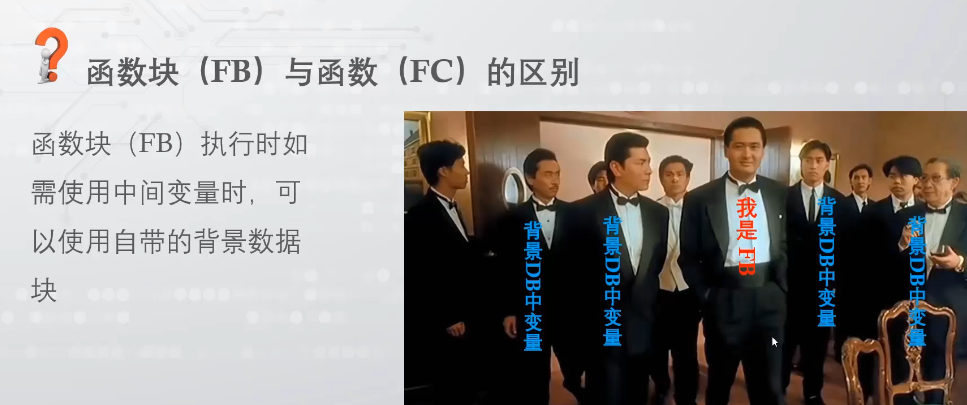 函数块（FB）与函数（FC）的区别
函数块（FB）执行时如
需使用中间变量时，可
以使用自带的背景数据
块
背景DB中变量
背景DB中变量
我是 FB
背景DB中变量
背景DB中变量